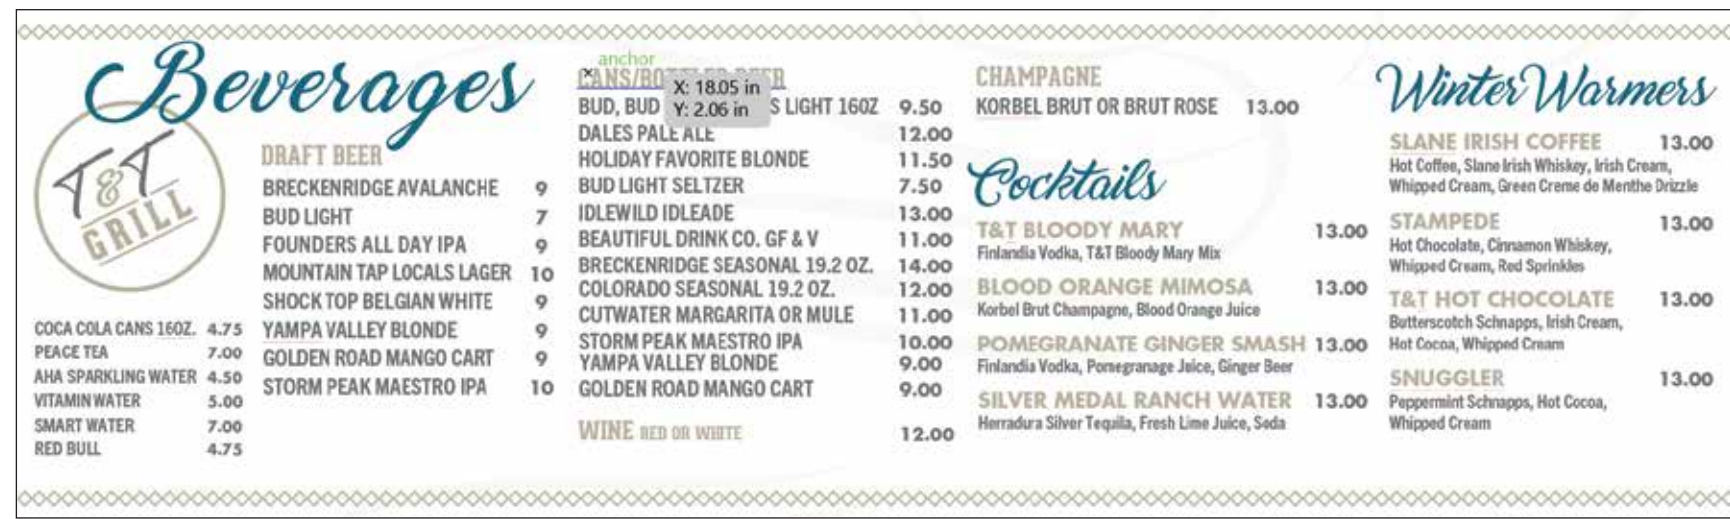 Beverages
T&T
GRILL
COCA COLA CANS 16OZ. 4.75
PEACE TEA 7.00
AHA SPARKLING WATER 4.50
VITAMIN WATER 5.00
SMART WATER 7.00
RED BULL 4.75
DRAFT BEER
BRECKENRIDGE AVALANCHE 9
BUD LIGHT 7
FOUNDERS ALL DAY IPA 9
MOUNTAIN TAP LOCALS LAGER 10
SHOCK TOP BELGIAN WHITE 9
YAMPA VALLEY BLONDE 9
GOLDEN ROAD MANGO CART 9
STORM PEAK MAESTRO IPA 10
anchor
X: 18.05 in
Y: 2.06 in
CANS/BOTTLED BEER
BUD, BUD S LIGHT 16OZ 9.50
DALES PALE ALE 12.00
HOLIDAY FAVORITE BLONDE 11.50
BUD LIGHT SELTZER 7.50
IDLEWILD IDLEADE 13.00
BEAUTIFUL DRINK CO. GF & V 11.00
BRECKENRIDGE SEASONAL 19.2 OZ. 14.00
COLORADO SEASONAL 19.2 OZ. 12.00
CUTWATER MARGARITA OR MULE 11.00
STORM PEAK MAESTRO IPA 10.00
YAMPA VALLEY BLONDE 9.00
GOLDEN ROAD MANGO CART 9.00
WINE RED OR WHITE 12.00
CHAMPAGNE
KORBEL BRUT OR BRUT ROSE 13.00
Cocktails
T&T BLOODY MARY 13.00
Finlandia Vodka, T&T Bloody Mary Mix
BLOOD ORANGE MIMOSA 13.00
Korbel Brut Champagne, Blood Orange Juice
POMEGRANATE GINGER SMASH 13.00
Finlandia Vodka, Pomegranage Juice, Ginger Beer
SILVER MEDAL RANCH WATER 13.00
Herradura Silver Tequila, Fresh Lime Juice, Soda
Winter Warmers
SLANE IRISH COFFEE 13.00
Hot Coffee, Slane Irish Whiskey, Irish Cream,
Whipped Cream, Green Creme de Menthe Drizzle
STAMPEDE 13.00
Hot Chocolate, Cinnamon Whiskey,
Whipped Cream, Red Sprinkles
T&T HOT CHOCOLATE 13.00
Butterscotch Schnapps, Irish Cream,
Hot Cocoa, Whipped Cream
SNUGGLER 13.00
Peppermint Schnapps, Hot Cocoa,
Whipped Cream